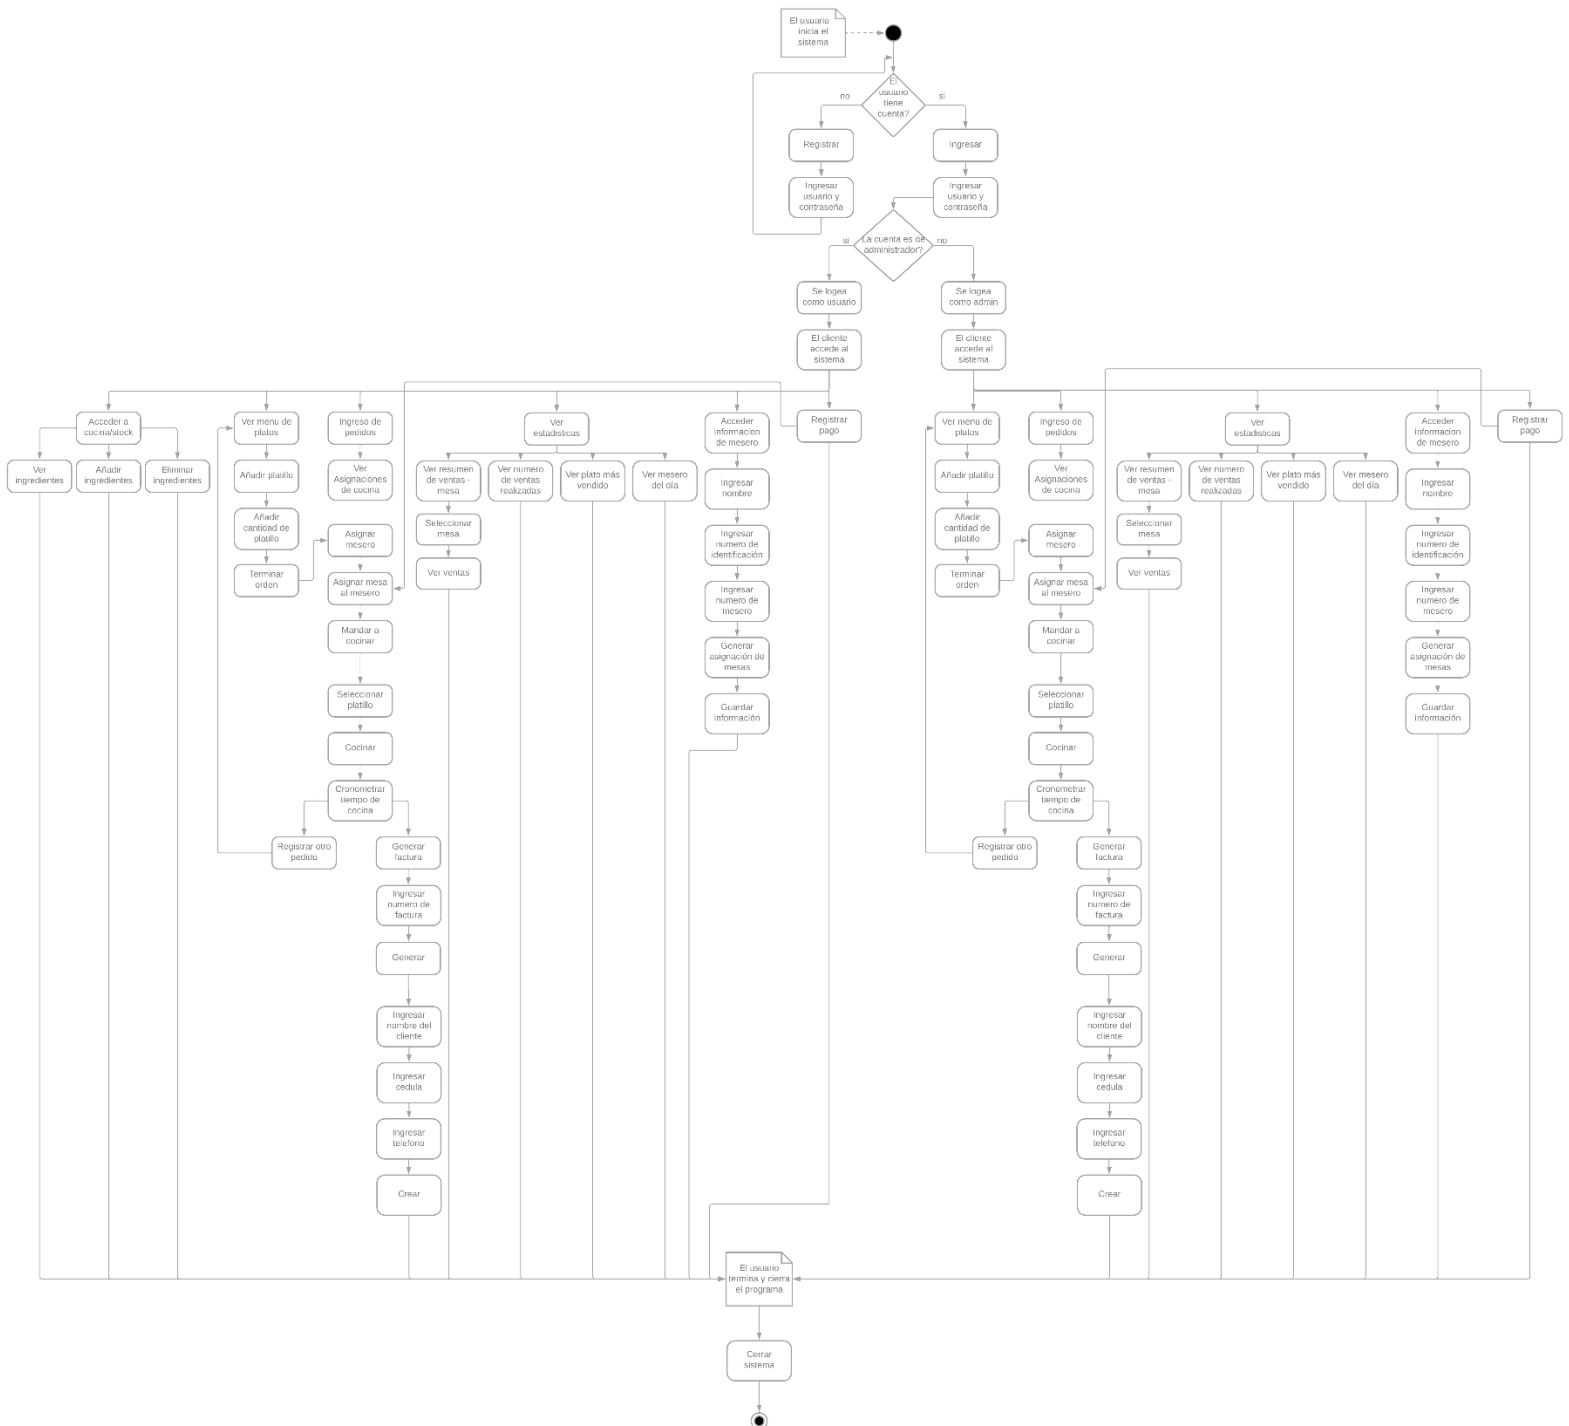 El usuario
inicia el
sistema
El
usuario
tiene
cuenta?
no
si
Registrar
Ingresar
Ingresar
usuario y
contraseña
Ingresar
usuario y
contraseña
La cuenta es de
administrador?
si
no
Se logea
como usuario
Se logea
como admin
El cliente
accede al
sistema
El cliente
accede al
sistema
Acceder a
cocina/stock
Ver
ingredientes
Añadir
ingredientes
Eliminar
ingredientes
Ver menu de
platos
Añadir platillo
Añadir
cantidad de
platillo
Terminar
orden
Ingreso de
pedidos
Ver
Asignaciones
de cocina
Asignar
mesero
Asignar mesa
al mesero
Mandar a
cocinar
Seleccionar
platillo
Cocinar
Cronometrar
tiempo de
cocina
Registrar otro
pedido
Generar
factura
Ingresar
numero de
factura
Generar
Ingresar
nombre del
cliente
Ingresar
cedula
Ingresar
telefono
Crear
Ver
estadisticas
Ver resumen
de ventas -
mesa
Seleccionar
mesa
Ver ventas
Ver numero
de ventas
realizadas
Ver plato más
vendido
Ver mesero
del día
Acceder
informacion
de mesero
Ingresar
nombre
Ingresar
numero de
identificación
Ingresar
numero de
mesero
Generar
asignación de
mesas
Guardar
información
Registrar
pago
Ver menu de
platos
Añadir platillo
Añadir
cantidad de
platillo
Terminar
orden
Ingreso de
pedidos
Ver
Asignaciones
de cocina
Asignar
mesero
Asignar mesa
al mesero
Mandar a
cocinar
Seleccionar
platillo
Cocinar
Cronometrar
tiempo de
cocina
Registrar otro
pedido
Generar
factura
Ingresar
numero de
factura
Generar
Ingresar
nombre del
cliente
Ingresar
cedula
Ingresar
telefono
Crear
Ver
estadisticas
Ver resumen
de ventas -
mesa
Seleccionar
mesa
Ver ventas
Ver numero
de ventas
realizadas
Ver plato más
vendido
Ver mesero
del día
Acceder
informacion
de mesero
Ingresar
nombre
Ingresar
numero de
identificación
Ingresar
numero de
mesero
Generar
asignación de
mesas
Guardar
información
Registrar
pago
El usuario
termina y cierra
el programa
Cerrar
sistema